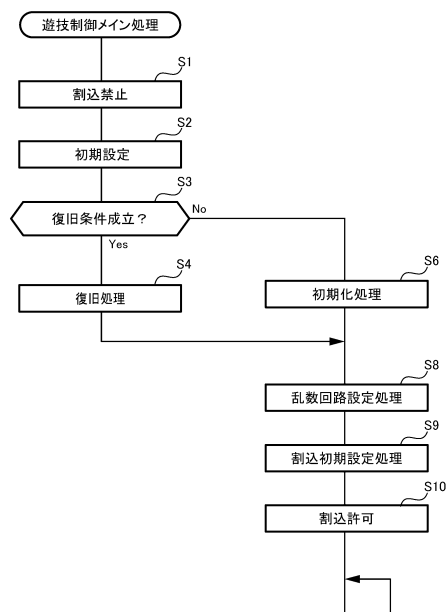 遊技制御メイン処理
S1
割込禁止
S2
初期設定
S3
復旧条件成立？
No
Yes
S4
復旧処理
S6
初期化処理
S8
乱数回路設定処理
S9
割込初期設定処理
S10
割込許可